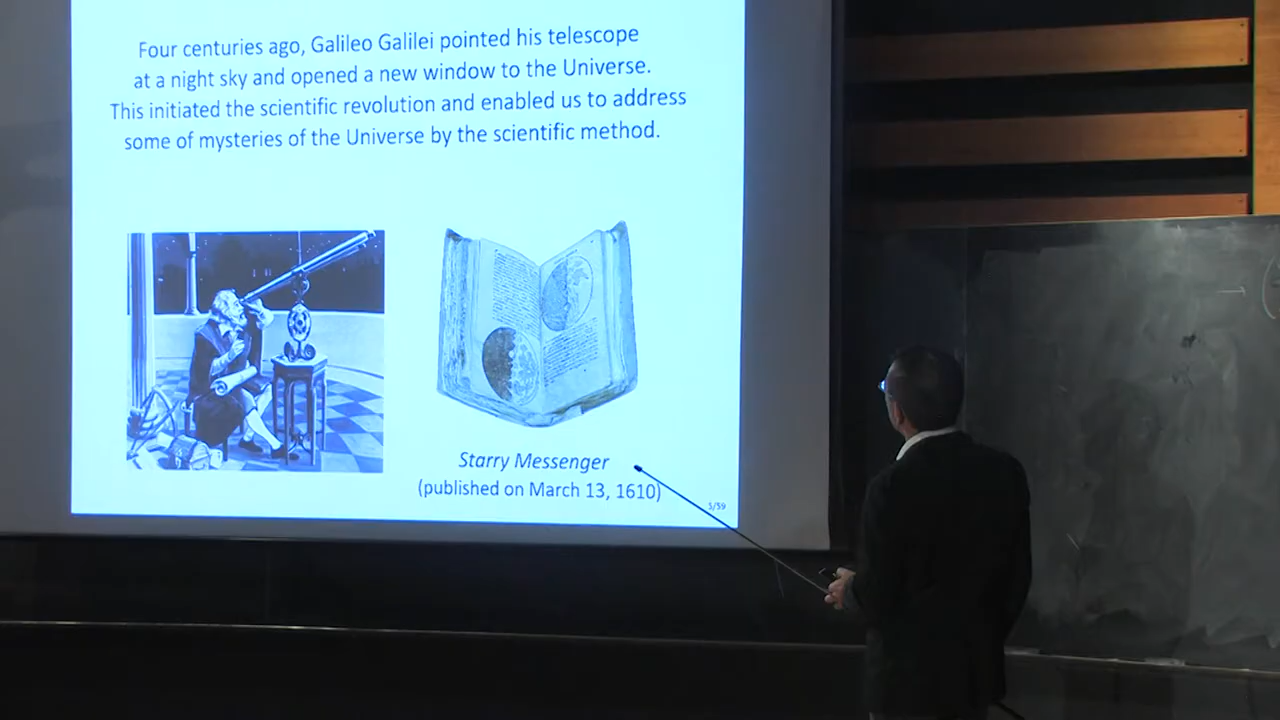 Four centuries ago, Galileo Galilei pointed his telescope
at a night sky and opened a new window to the Universe.
This initiated the scientific revolution and enabled us to address
some of mysteries of the Universe by the scientific method.
Starry Messenger
(published on March 13, 1610)
5/59